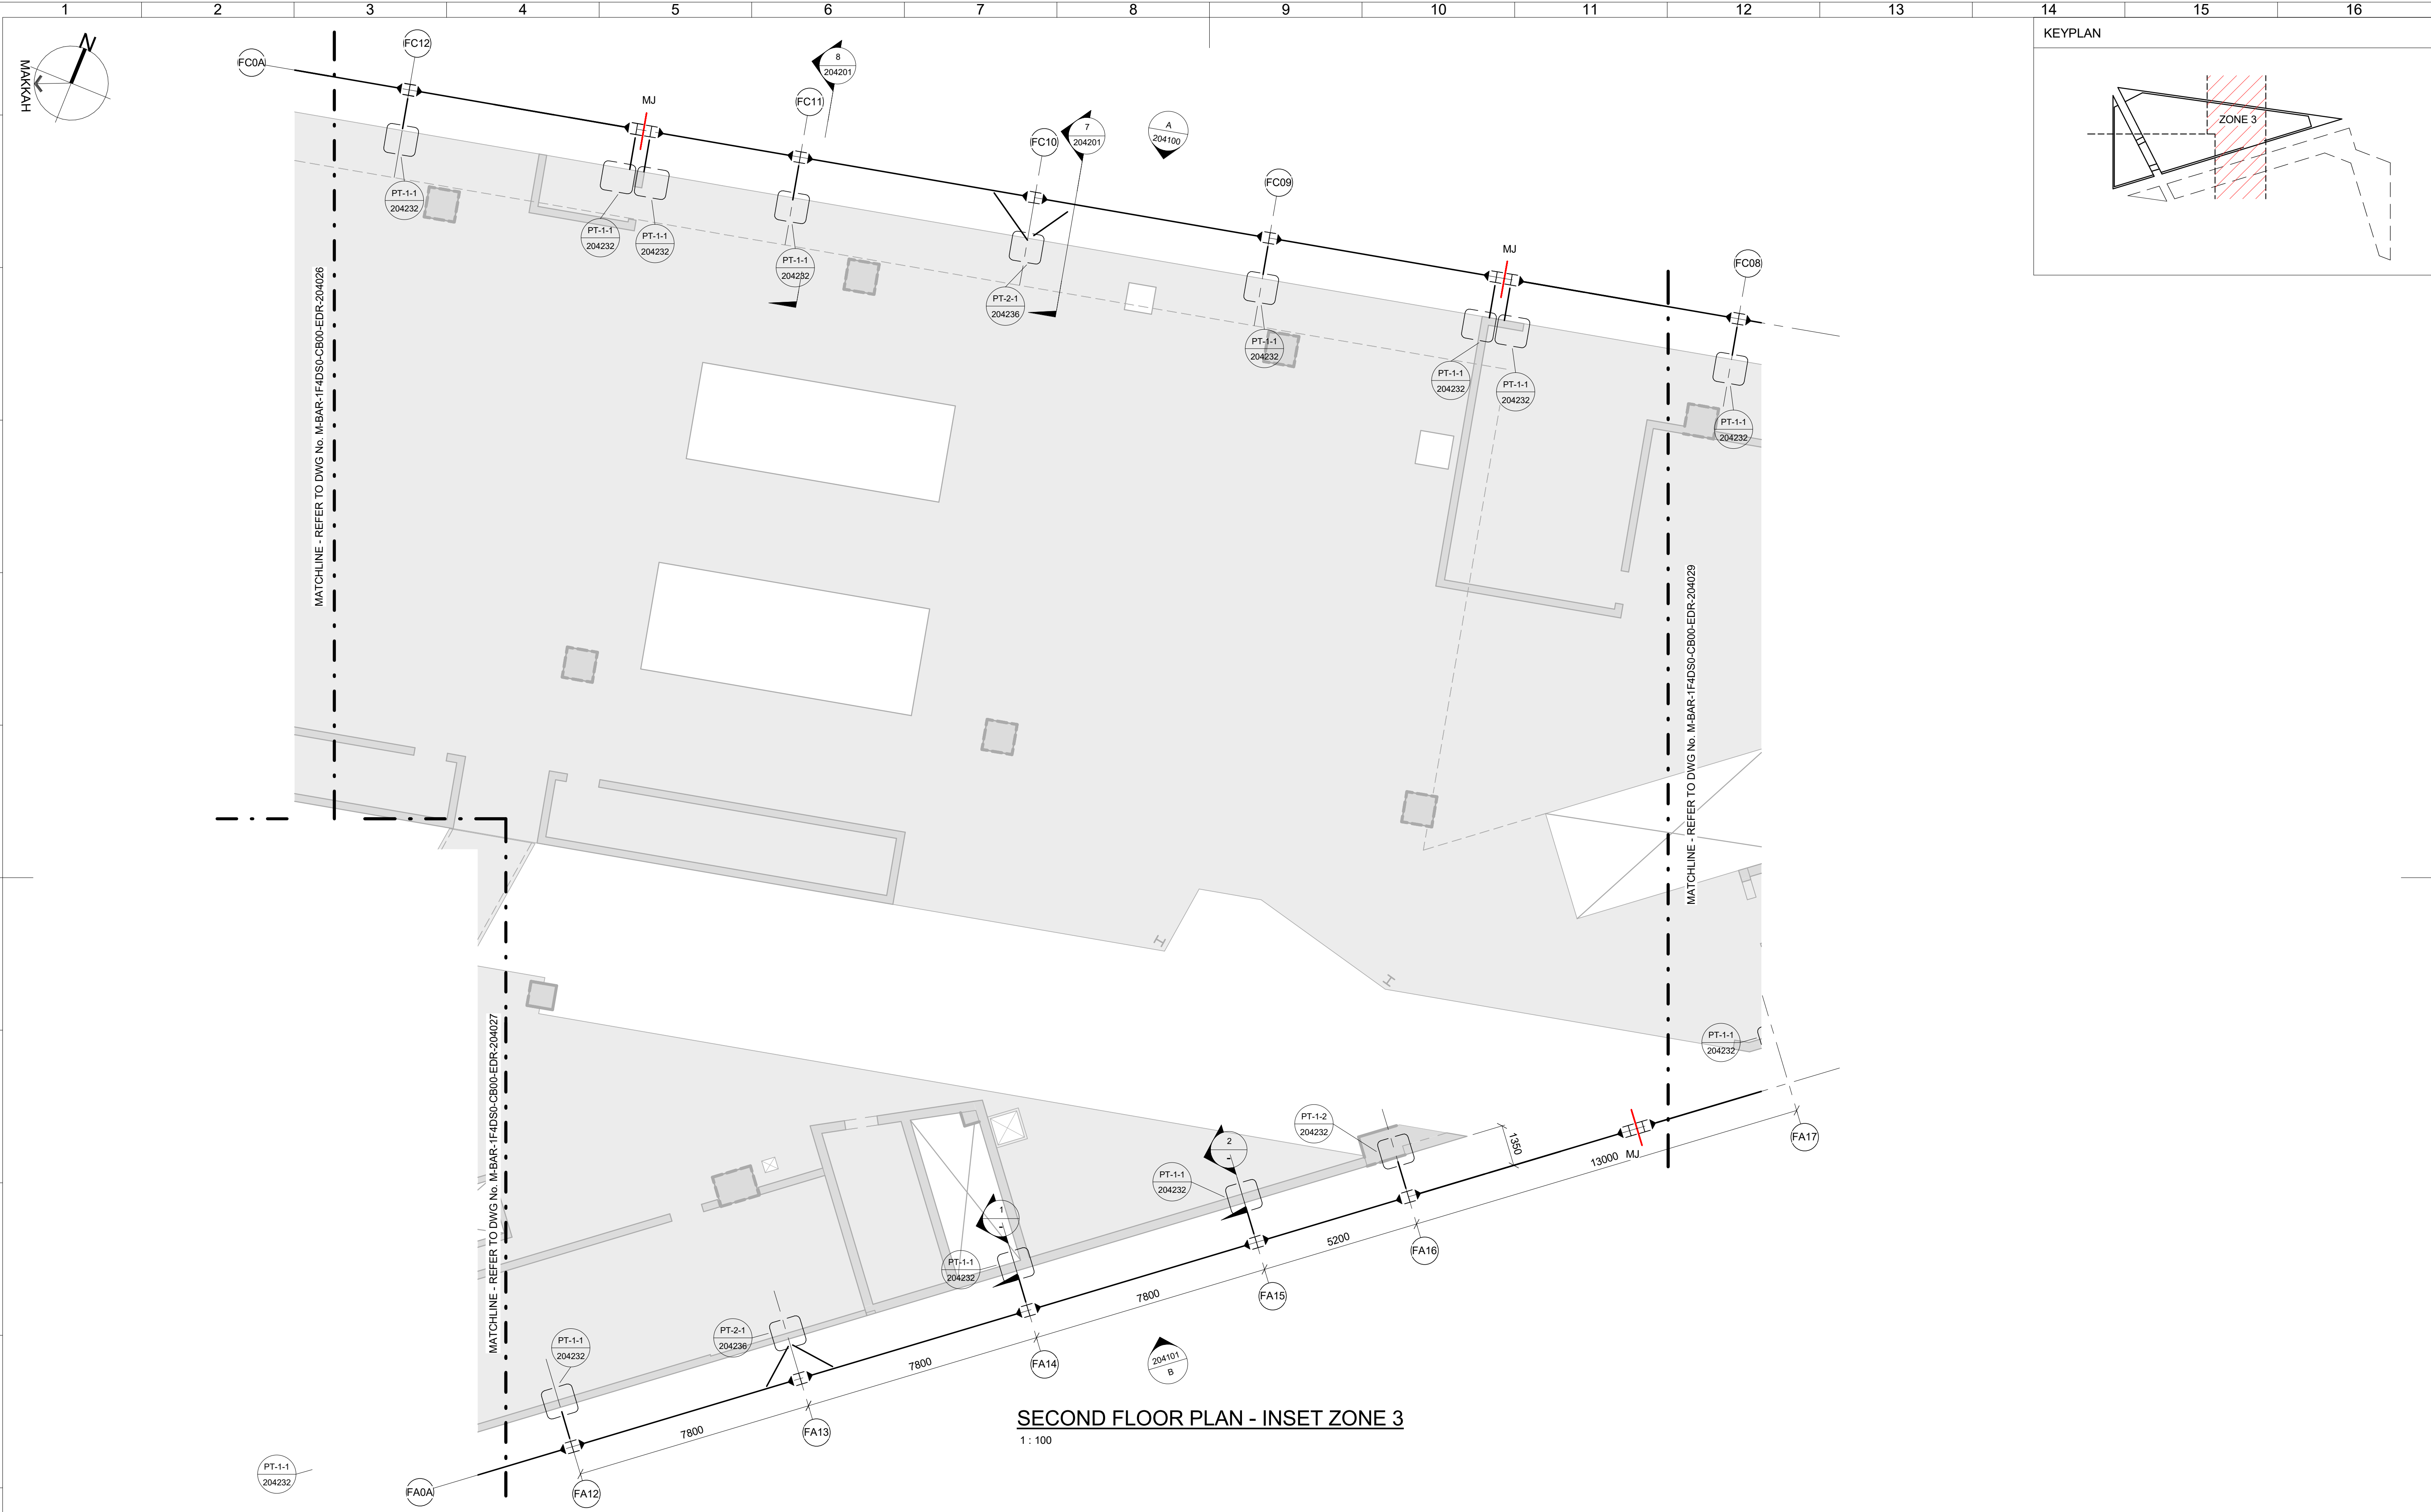 1 2 3 4 5 6 7 8 9 10 11 12 13 14 15 16
KEYPLAN
ZONE 3
N
MAKKAH
FC0A
FC12
MJ
FC11
8
204201
FC10
7
204201
A
204100
FC09
MJ
FC08
PT-1-1
204232
PT-1-1
204232
PT-1-1
204232
PT-1-1
204232
PT-2-1
204236
PT-1-1
204232
PT-1-1
204232
PT-1-1
204232
PT-1-1
204232
MATCHLINE - REFER TO DWG No. M-BAR-1F4DS0-CB00-EDR-204026
MATCHLINE - REFER TO DWG No. M-BAR-1F4DS0-CB00-EDR-204029
MATCHLINE - REFER TO DWG No. M-BAR-1F4DS0-CB00-EDR-204027
PT-1-1
204232
PT-1-2
204232
1350
13000
MJ
FA17
2
-
PT-1-1
204232
1
-
PT-1-1
204232
5200
FA16
7800
FA15
PT-2-1
204236
PT-1-1
204232
7800
FA14
204101
B
7800
FA13
PT-1-1
204232
FA0A
FA12
SECOND FLOOR PLAN - INSET ZONE 3
1 : 100